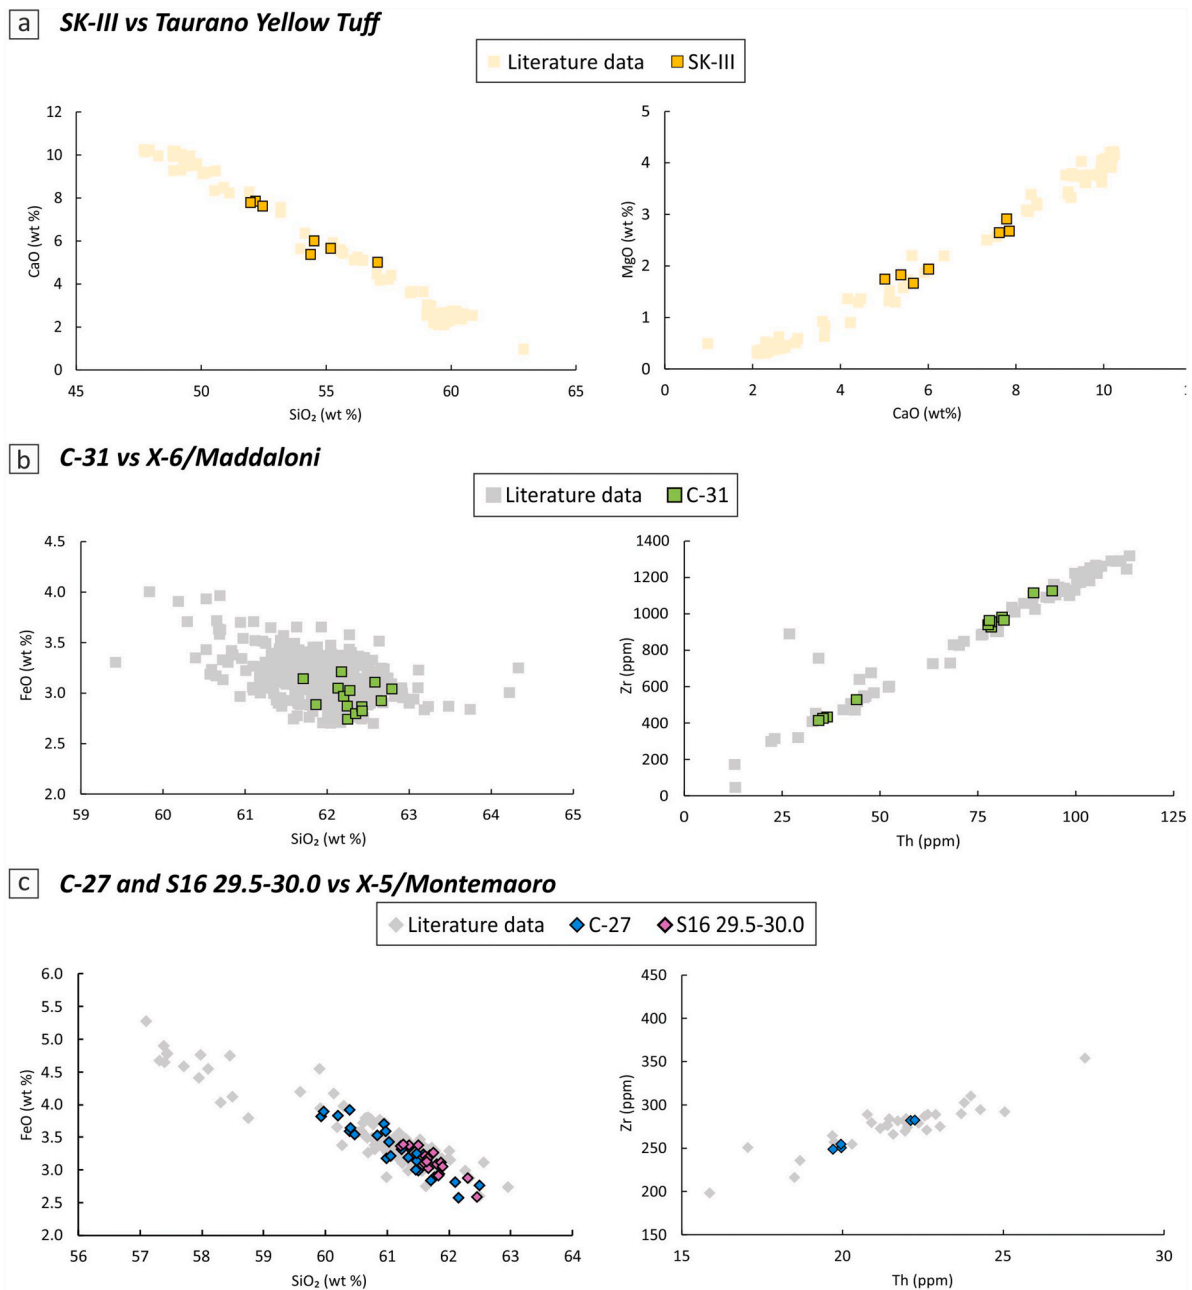 a SK-III vs Taurano Yellow Tuff
Literature data SK-III
12
10
8
6
4
2
0
CaO (wt %)
45 50 55 60 65
SiO₂ (wt %)
5
4
3
2
1
0
MgO (wt %)
0 2 4 6 8 10
CaO (wt%)
b C-31 vs X-6/Maddaloni
Literature data C-31
4.5
4.0
3.5
3.0
2.5
2.0
FeO (wt %)
59 60 61 62 63 64 65
SiO₂ (wt %)
1400
1200
1000
800
600
400
200
0
Zr (ppm)
0 25 50 75 100 125
Th (ppm)
c C-27 and S16 29.5-30.0 vs X-5/Montemaoro
Literature data C-27 S16 29.5-30.0
6.0
5.5
5.0
4.5
4.0
3.5
3.0
2.5
2.0
FeO (wt %)
56 57 58 59 60 61 62 63 64
SiO₂ (wt %)
450
400
350
300
250
200
150
Zr (ppm)
15 20 25 30
Th (ppm)